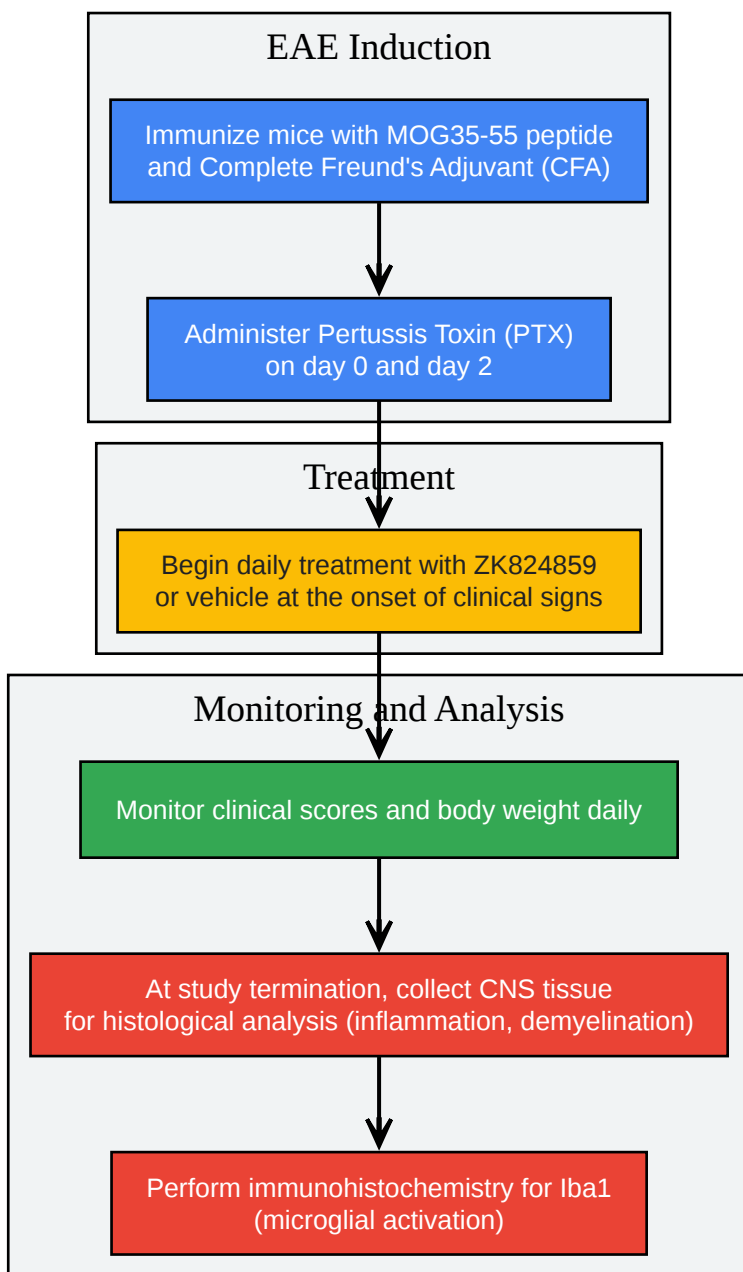 EAE Induction
Immunize mice with MOG35-55 peptide
and Complete Freund's Adjuvant (CFA)
Administer Pertussis Toxin (PTX)
on day 0 and day 2
Treatment
Begin daily treatment with ZK824859
or vehicle at the onset of clinical signs
Monitoring and Analysis
Monitor clinical scores and body weight daily
At study termination, collect CNS tissue
for histological analysis (inflammation, demyelination)
Perform immunohistochemistry for Iba1
(microglial activation)